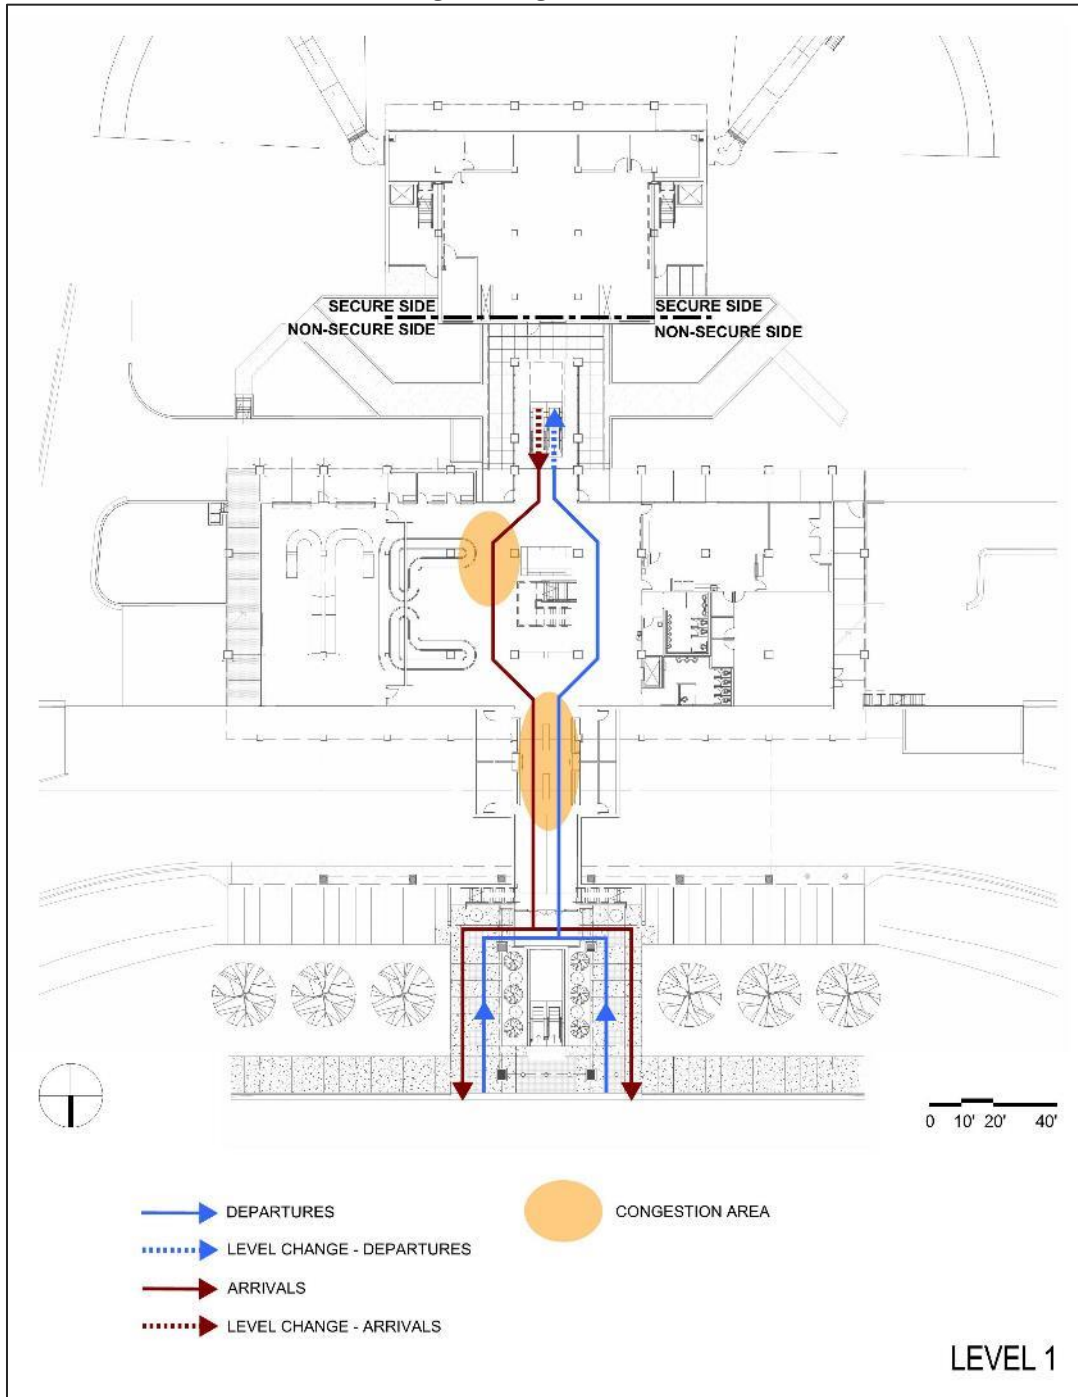 SECURE SIDE SECURE SIDE
NON-SECURE SIDE NON-SECURE SIDE
0 10' 20' 40'
DEPARTURES CONGESTION AREA
LEVEL CHANGE - DEPARTURES
ARRIVALS
LEVEL CHANGE - ARRIVALS
LEVEL 1